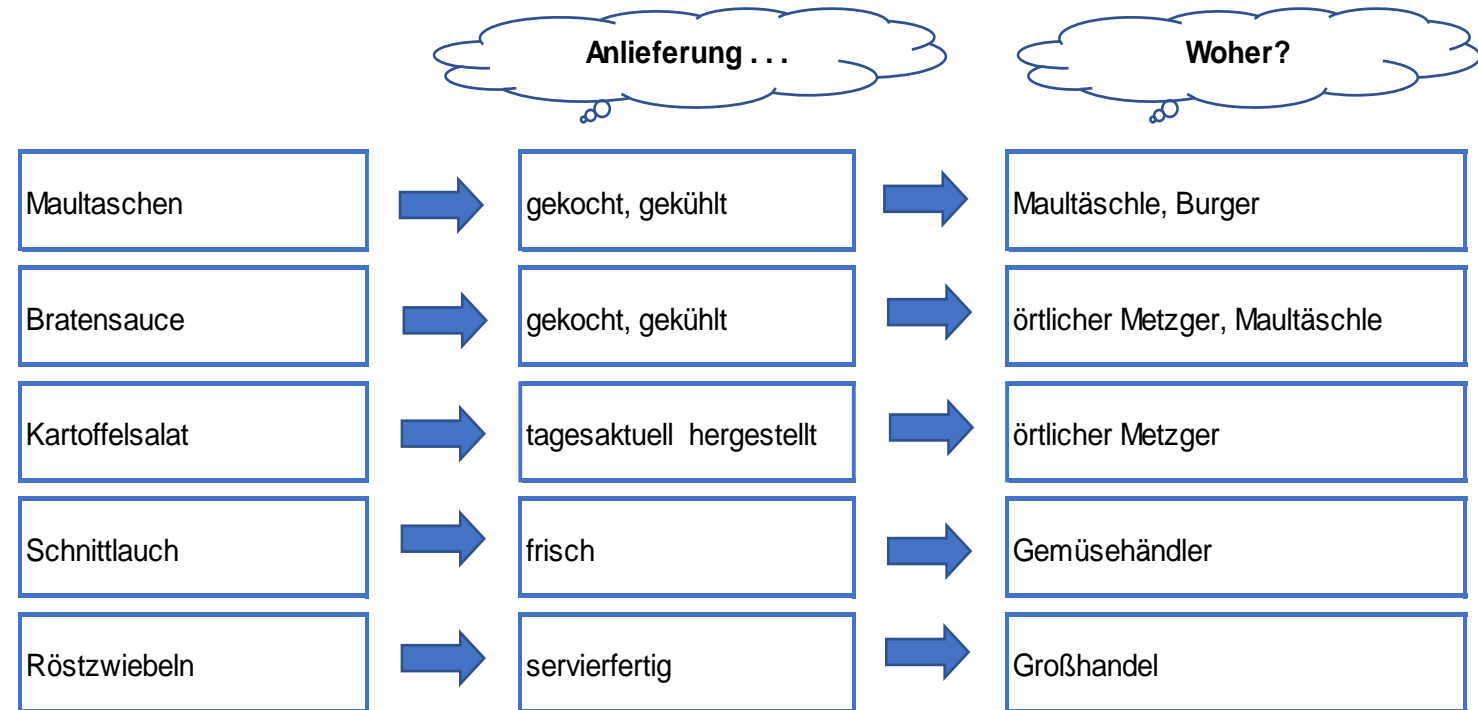 Anlieferung . . .
Woher?
Maultaschen
gekocht, gekühlt
Maultäschle, Burger
Bratensauce
gekocht, gekühlt
örtlicher Metzger, Maultäschle
Kartoffelsalat
tagesaktuell hergestellt
örtlicher Metzger
Schnittlauch
frisch
Gemüsehändler
Röstzwiebeln
servierfertig
Großhandel